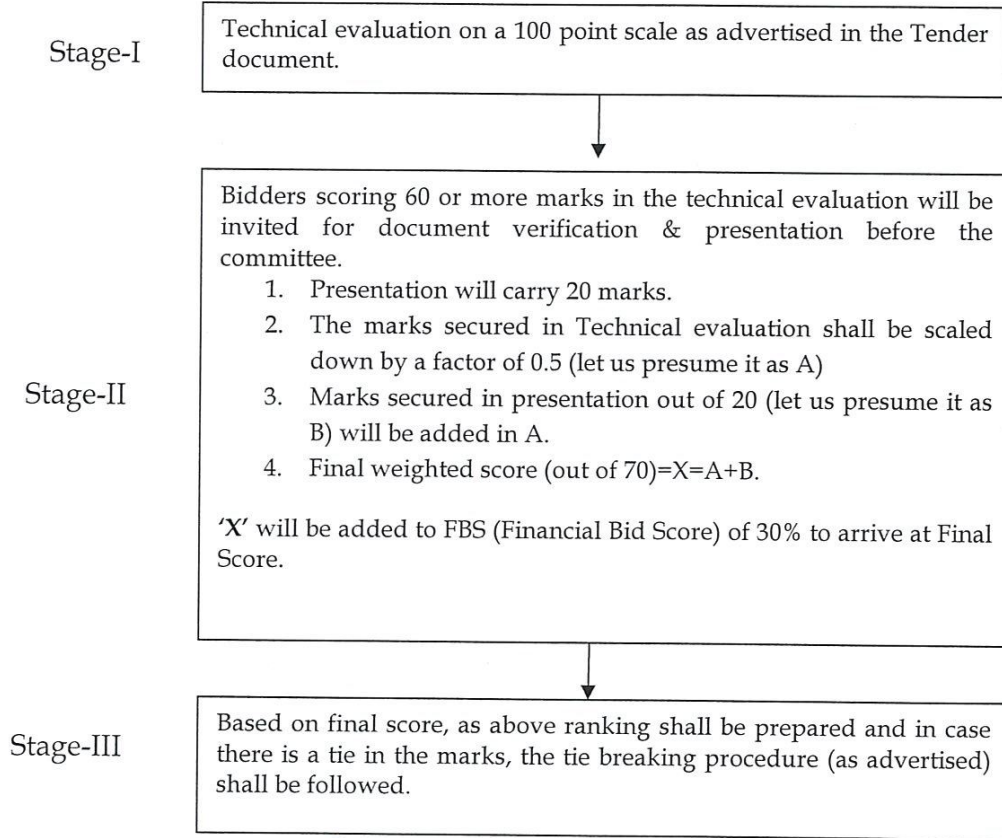 Stage-I
Technical evaluation on a 100 point scale as advertised in the Tender
document.
Stage-II
Bidders scoring 60 or more marks in the technical evaluation will be
invited for document verification & presentation before the
committee.
1. Presentation will carry 20 marks.
2. The marks secured in Technical evaluation shall be scaled
down by a factor of 0.5 (let us presume it as A)
3. Marks secured in presentation out of 20 (let us presume it as
B) will be added in A.
4. Final weighted score (out of 70)=X=A+B.
'X' will be added to FBS (Financial Bid Score) of 30% to arrive at Final
Score.
Stage-III
Based on final score, as above ranking shall be prepared and in case
there is a tie in the marks, the tie breaking procedure (as advertised)
shall be followed.